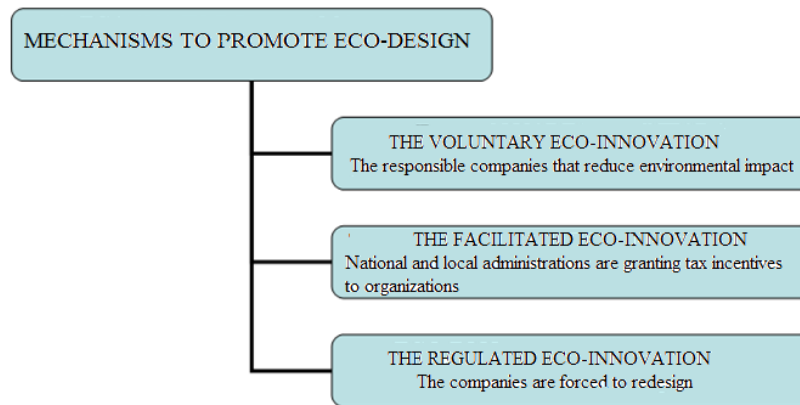 MECHANISMS TO PROMOTE ECO-DESIGN
THE VOLUNTARY ECO-INNOVATION
The responsible companies that reduce environmental impact
THE FACILITATED ECO-INNOVATION
National and local administrations are granting tax incentives
to organizations
THE REGULATED ECO-INNOVATION
The companies are forced to redesign